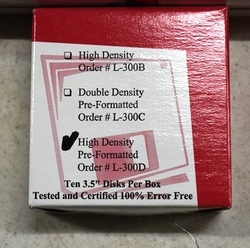 High Density
Order # L-300B
Double Density
Pre-Formatted
Order # L-300C
High Density
Pre-Formatted
Order # L-300D
Ten 3.5" Disks Per Box
Tested and Certified 100% Error Free